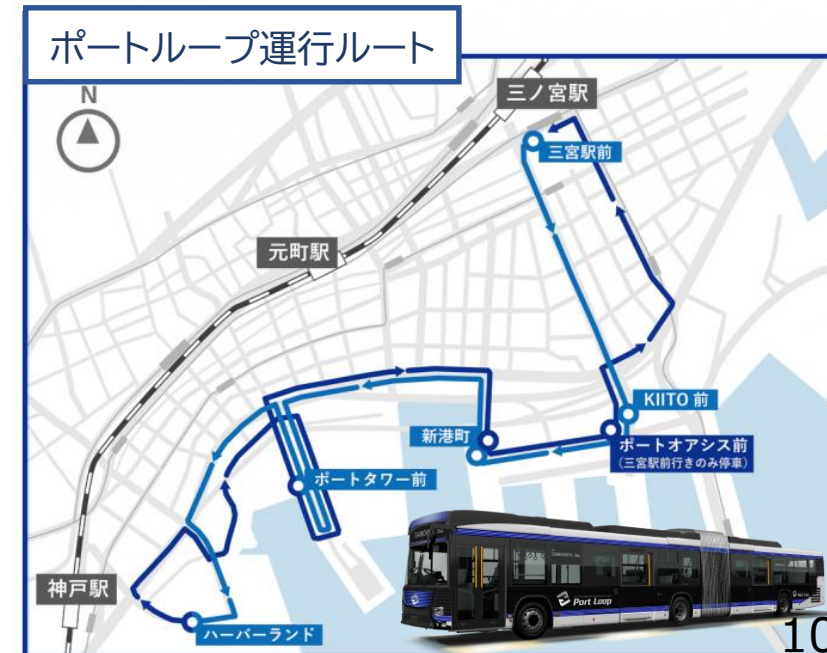 ポートループ運行ルート
N
三ノ宮駅
三宮駅前
元町駅
KIITO 前
新港町
ポートオアシス前
(三宮駅前行きのみ停車)
ポートタワー前
神戸駅
ハーバーランド
Port Loop
10